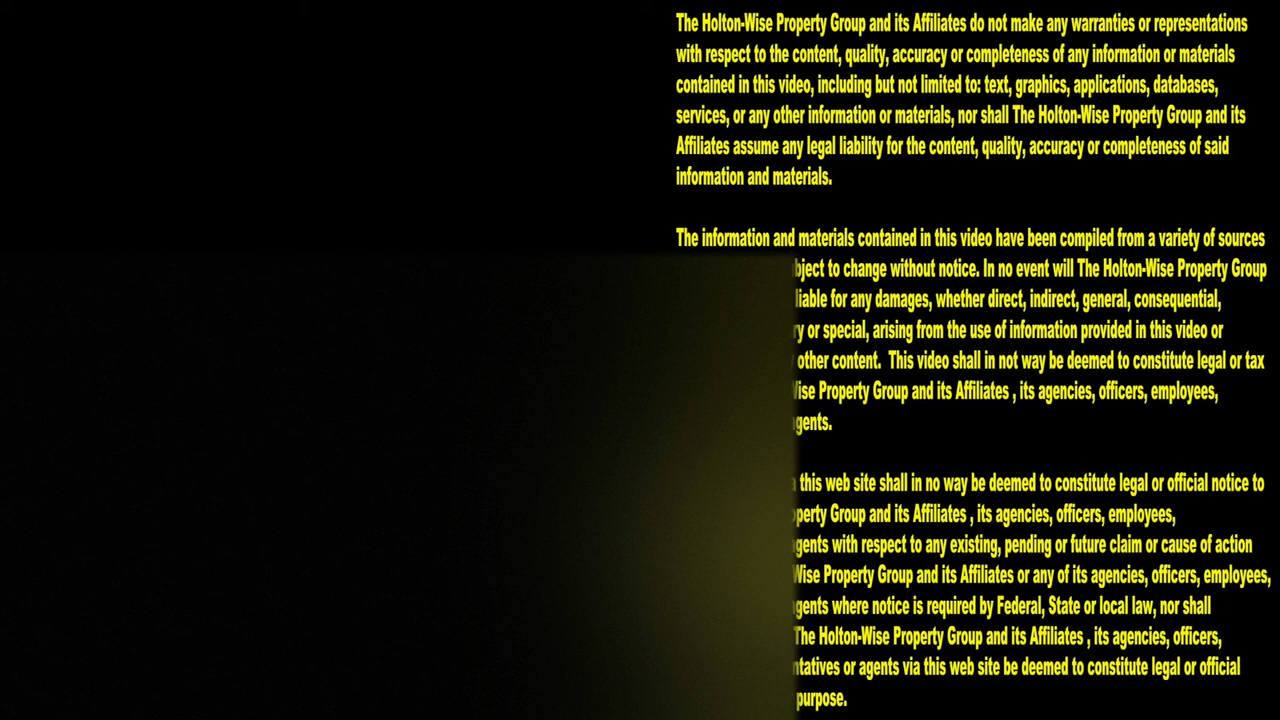 The Holton-Wise Property Group and its Affiliates do not make any warranties or representations
with respect to the content, quality, accuracy or completeness of any information or materials
contained in this video, including but not limited to: text, graphics, applications, databases,
services, or any other information or materials, nor shall The Holton-Wise Property Group and its
Affiliates assume any legal liability for the content, quality, accuracy or completeness of said
information and materials.
The information and materials contained in this video have been compiled from a variety of sources
to change without notice. In no event will The Holton-Wise Property Group
for any damages, whether direct, indirect, general, consequential,
or special, arising from the use of information provided in this video or
other content. This video shall in not way be deemed to constitute legal or tax
Property Group and its Affiliates , its agencies, officers, employees,
this web site shall in no way be deemed to constitute legal or official notice to
Group and its Affiliates , its agencies, officers, employees,
with respect to any existing, pending or future claim or cause of action
Property Group and its Affiliates or any of its agencies, officers, employees,
where notice is required by Federal, State or local law, nor shall
The Holton-Wise Property Group and its Affiliates , its agencies, officers,
or agents via this web site be deemed to constitute legal or official
purpose.